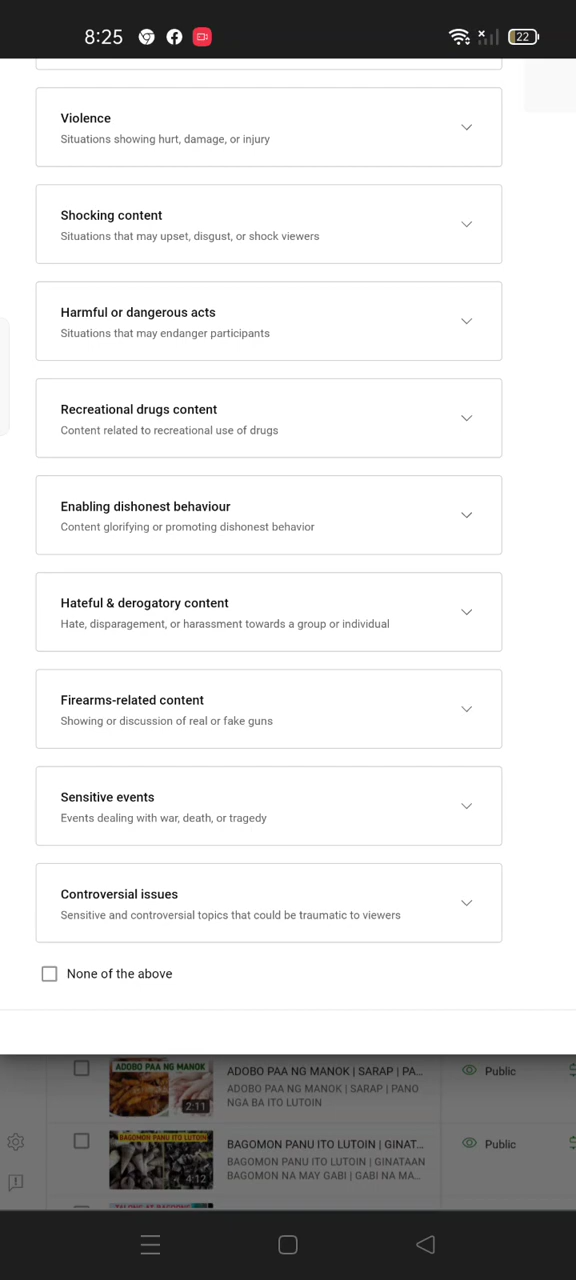 8:25
22
Violence
Situations showing hurt, damage, or injury
Shocking content
Situations that may upset, disgust, or shock viewers
Harmful or dangerous acts
Situations that may endanger participants
Recreational drugs content
Content related to recreational use of drugs
Enabling dishonest behaviour
Content glorifying or promoting dishonest behavior
Hateful & derogatory content
Hate, disparagement, or harassment towards a group or individual
Firearms-related content
Showing or discussion of real or fake guns
Sensitive events
Events dealing with war, death, or tragedy
Controversial issues
Sensitive and controversial topics that could be traumatic to viewers
None of the above
ADOBO PAA NG MANOK
2:11
ADOBO PAA NG MANOK | SARAP | PA...
ADOBO PAA NG MANOK | SARAP | PANO
NGA BA ITO LUTOIN
Public
BAGOMON PANU ITO LUTOIN
4:12
BAGOMON PANU ITO LUTOIN | GINAT...
BAGOMON PANU ITO LUTOIN | GINATAAN
BAGOMON NA MAY GABI | GABI NA MA...
Public